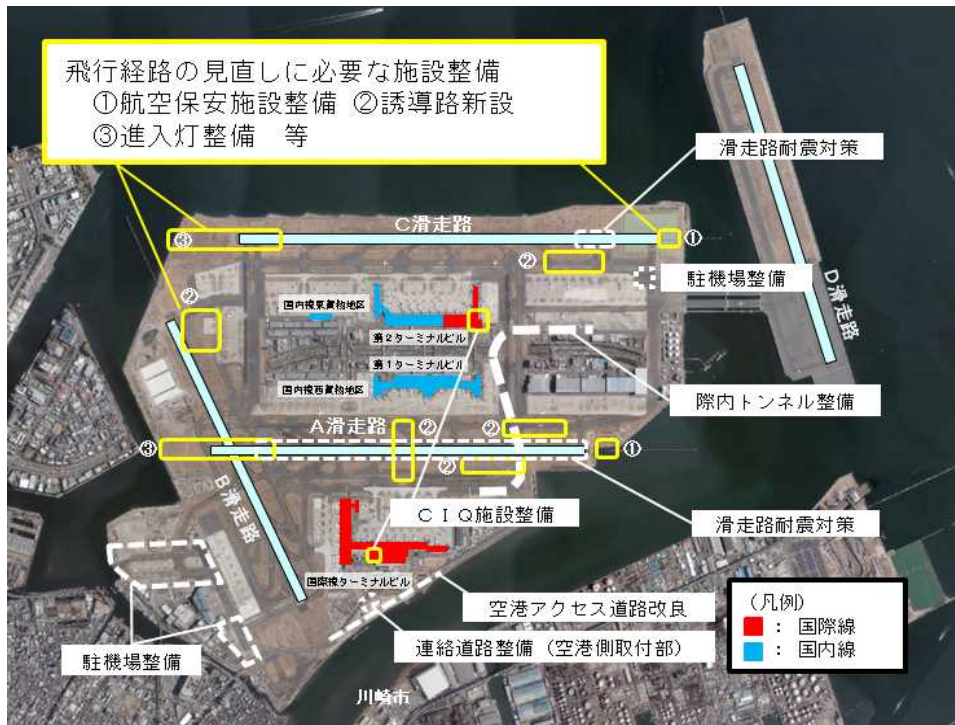 飛行経路の見直しに必要な施設整備
①航空保安施設整備 ②誘導路新設
③進入灯整備 等
滑走路耐震対策
C滑走路
③
①
②
駐機場整備
D滑走路
②
国内線東貨物地区
第2ターミナルビル
第1ターミナルビル
国内線西貨物地区
際内トンネル整備
A滑走路
②
②
③
①
②
B滑走路
CIQ施設整備
滑走路耐震対策
国際線ターミナルビル
空港アクセス道路改良
連絡道路整備(空港側取付部)
駐機場整備
川崎市
(凡例)
: 国際線
: 国内線